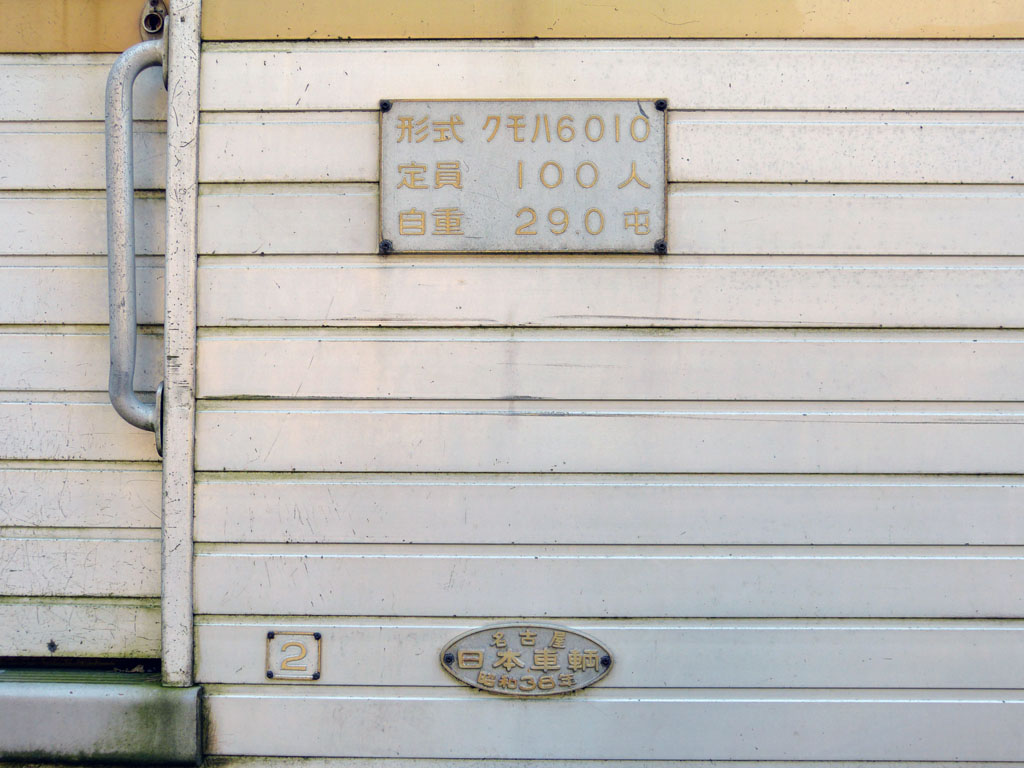 形式 クモハ6010
定員 100人
自重 29.0屯
2
名古屋
日本車輌
昭和36年